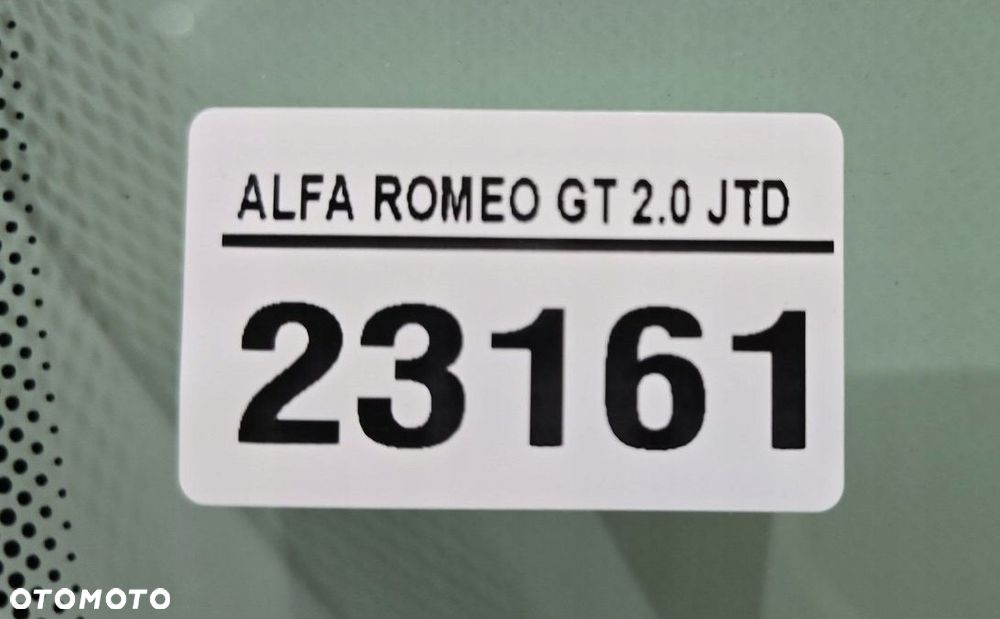 ALFA ROMEO GT 2.0 JTD
23161
OTOMOTO